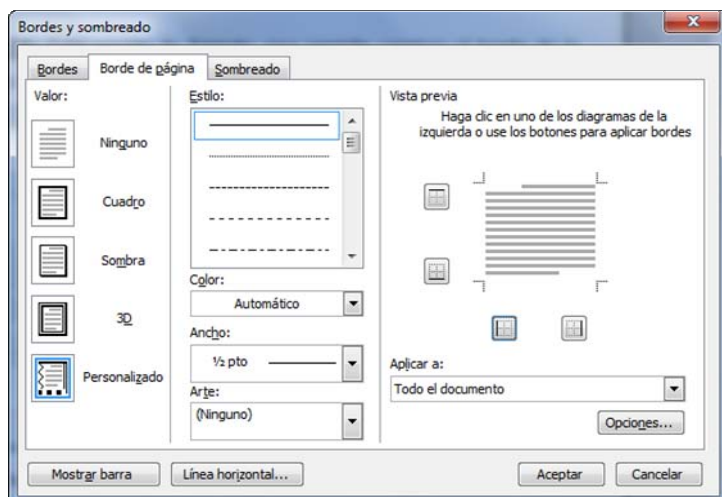 Bordes y sombreado
Bordes
Borde de página
Sombreado
Valor:
Ninguno
Cuadro
Sombra
3D
Personalizado
Estilo:
Color:
Automático
Ancho:
½ pto
Arte:
(Ninguno)
Vista previa
Haga clic en uno de los diagramas de la
izquierda o use los botones para aplicar bordes
Aplicar a:
Todo el documento
Opciones...
Mostrar barra
Línea horizontal...
Aceptar
Cancelar